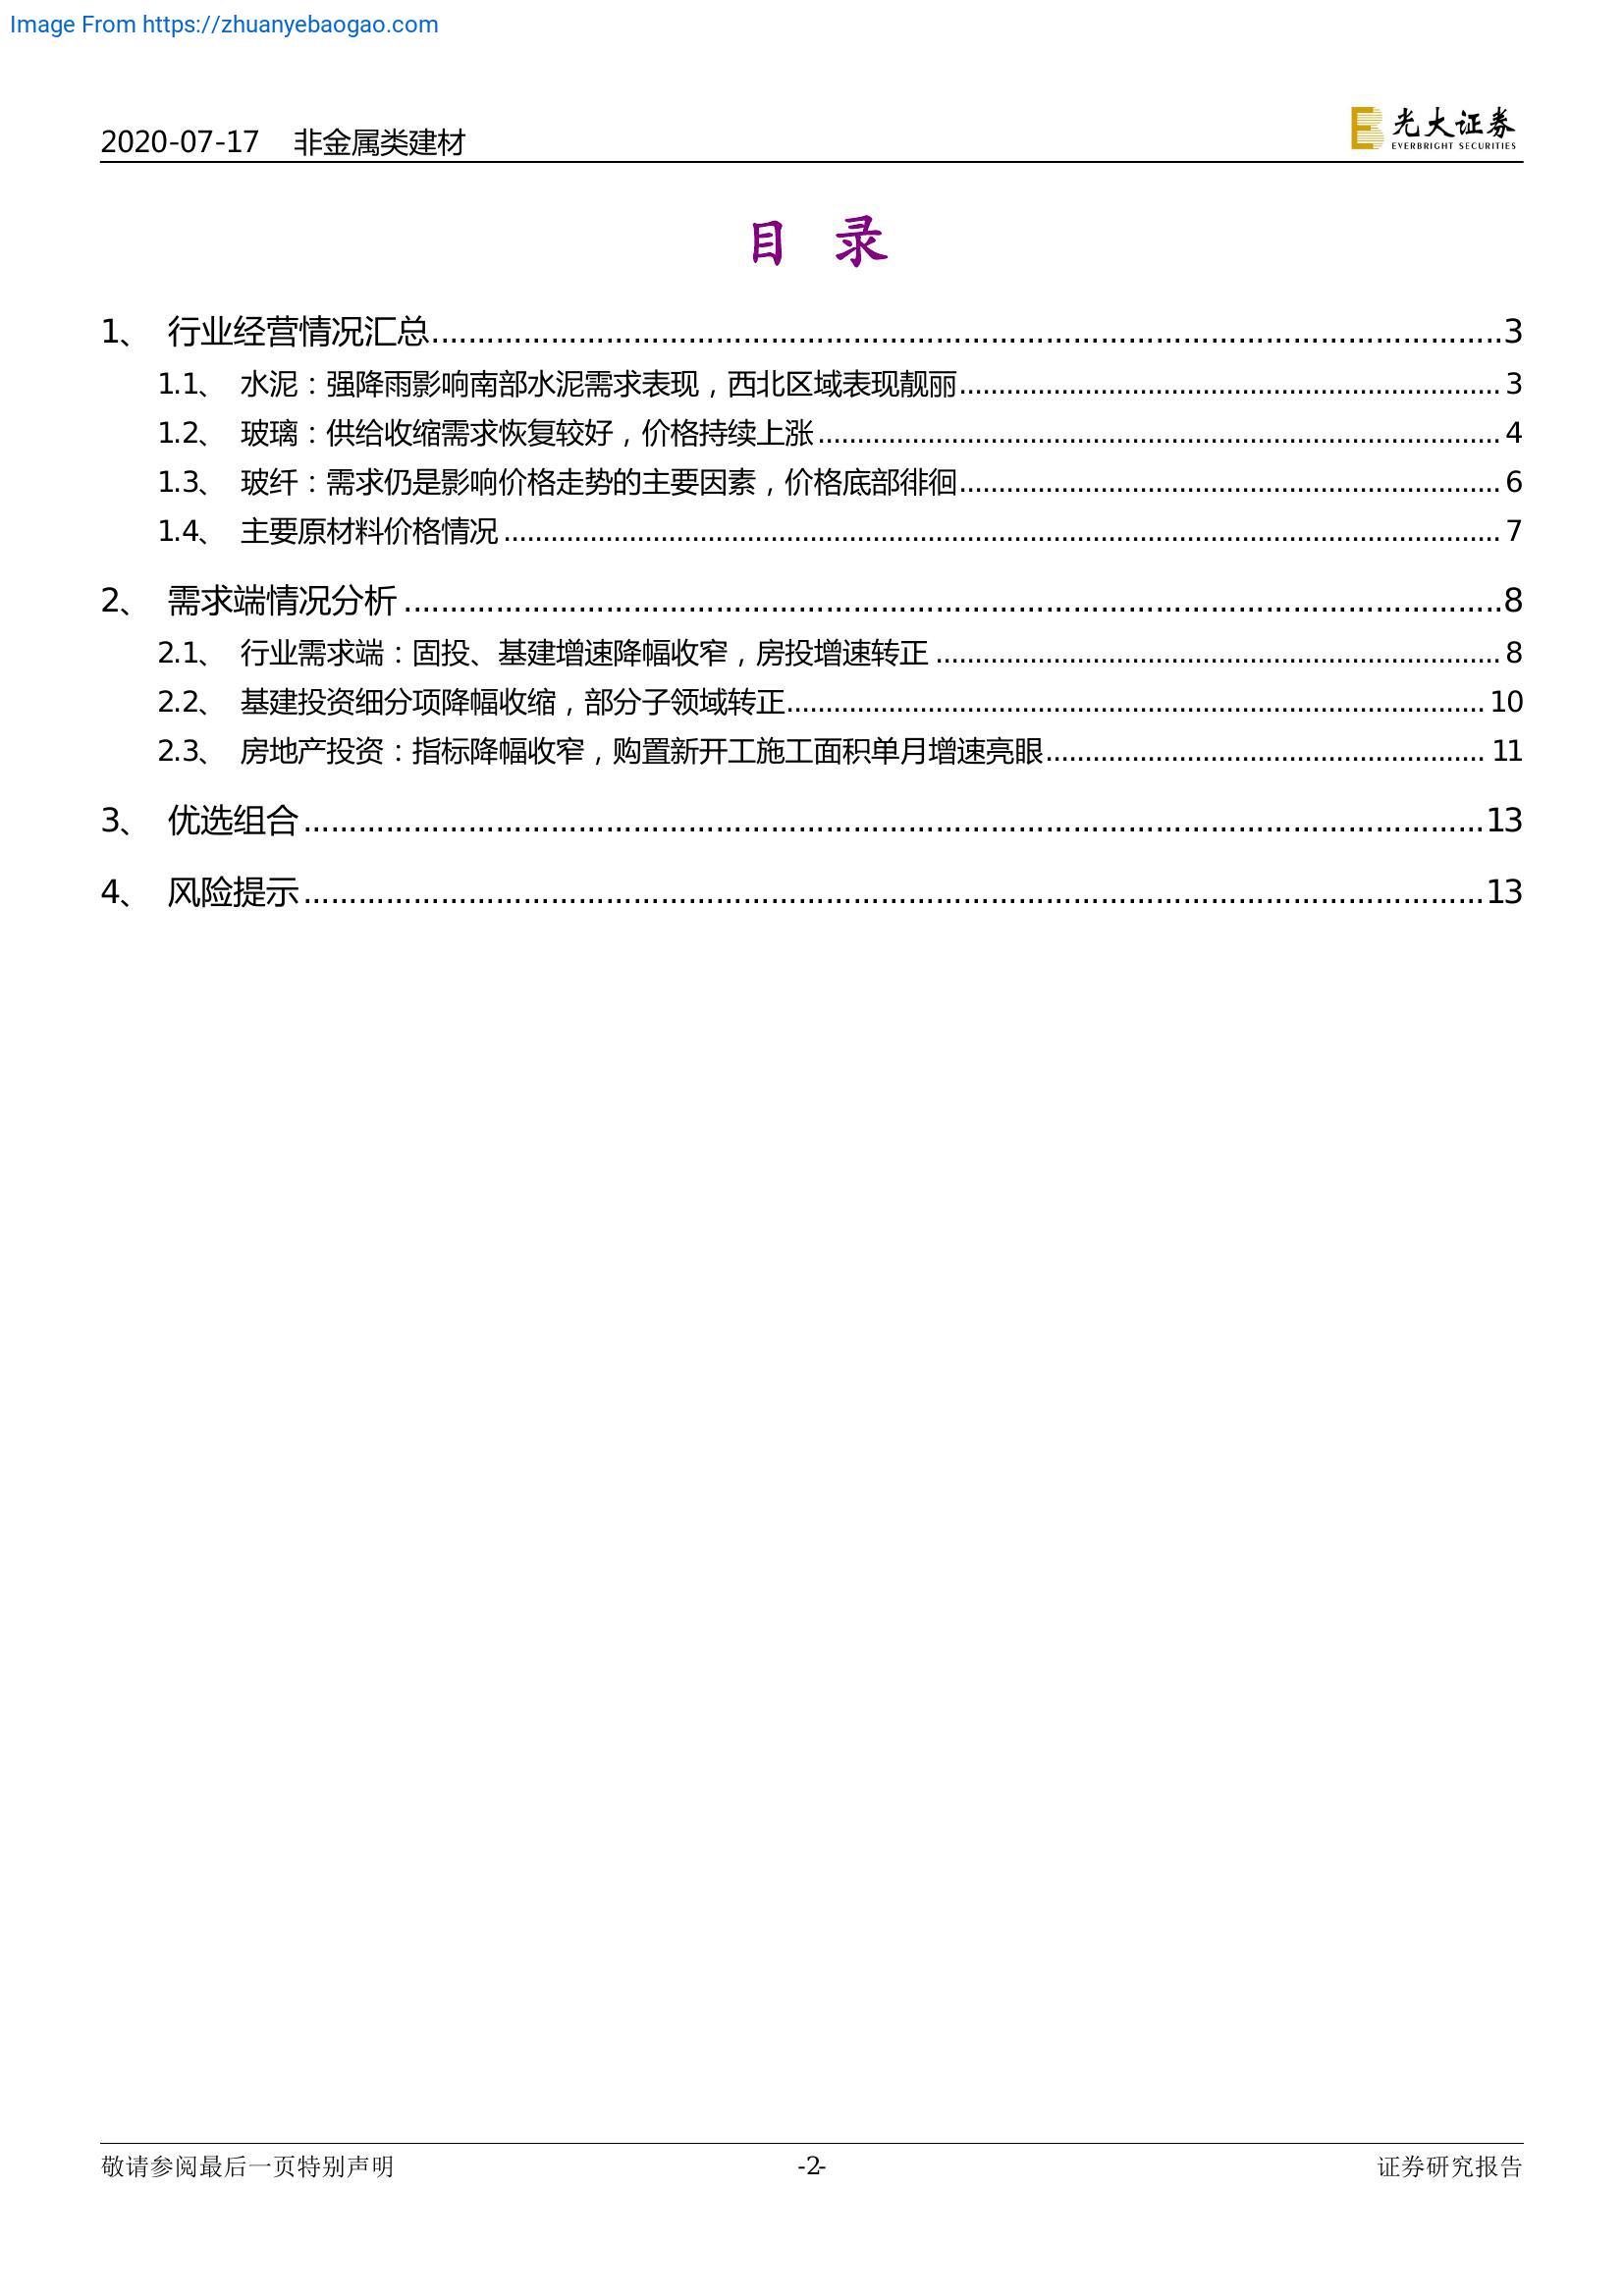 Image From https://zhuanyebaogao.com
2020-07-17 非金属类建材
光大证券
EVERBRIGHT SECURITIES
目 录
1、 行业经营情况汇总 3
1.1、 水泥：强降雨影响南部水泥需求表现，西北区域表现靓丽 3
1.2、 玻璃：供给收缩需求恢复较好，价格持续上涨 4
1.3、 玻纤：需求仍是影响价格走势的主要因素，价格底部徘徊 6
1.4、 主要原材料价格情况 7
2、 需求端情况分析 8
2.1、 行业需求端：固投、基建增速降幅收窄，房投增速转正 8
2.2、 基建投资细分项降幅收缩，部分子领域转正 10
2.3、 房地产投资：指标降幅收窄，购置新开工施工面积单月增速亮眼 11
3、 优选组合 13
4、 风险提示 13
敬请参阅最后一页特别声明 -2- 证券研究报告